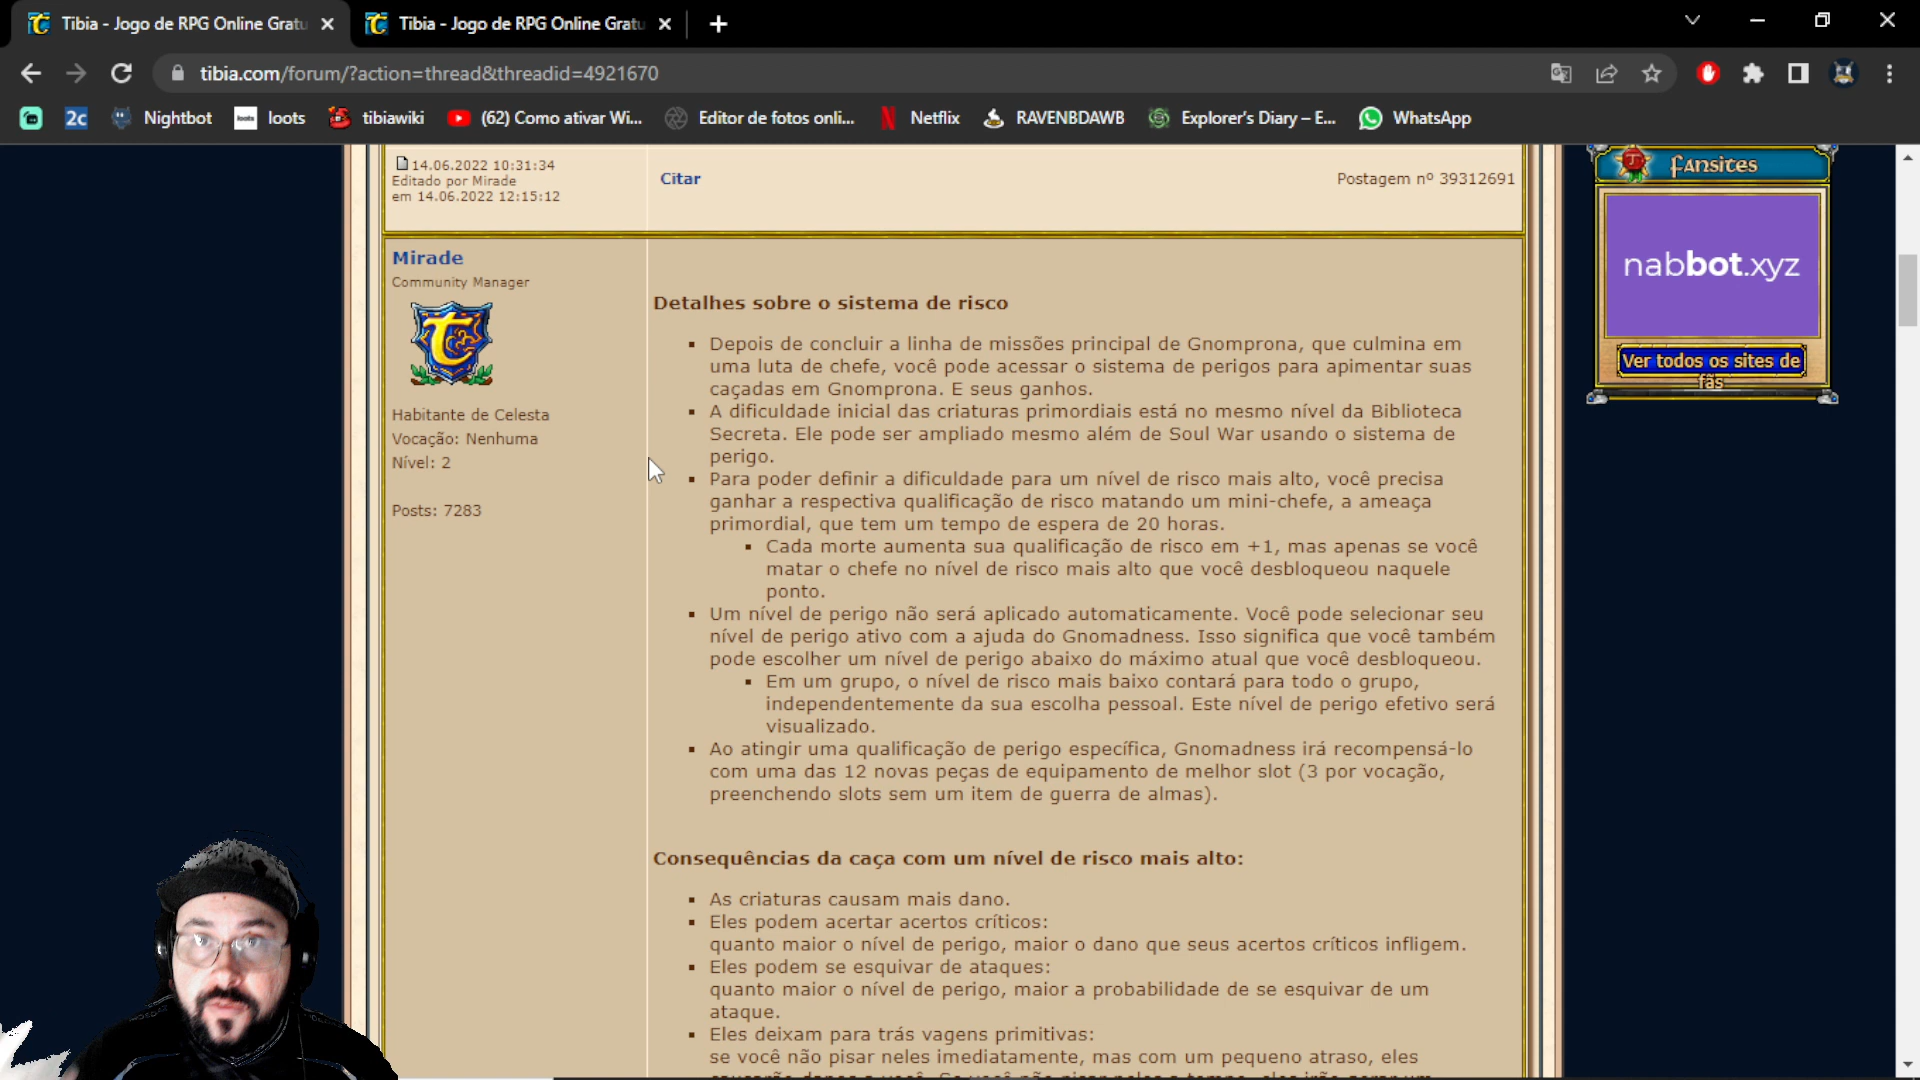 Tibia - Jogo de RPG Online Gratu
Tibia - Jogo de RPG Online Gratu
tibia.com/forum/?action=thread&threadid=4921670
2c
Nightbot
loots
loots
tibiawiki
(62) Como ativar Wi...
Editor de fotos onli...
Netflix
RAVENBDAWB
Explorer's Diary – E...
WhatsApp
14.06.2022 10:31:34
Editado por Mirade
em 14.06.2022 12:15:12
Citar
Postagem nº 39312691
Fansites
nabbot.xyz
Ver todos os sites de
fãs
Mirade
Community Manager
Habitante de Celesta
Vocação: Nenhuma
Nível: 2
Posts: 7283
Detalhes sobre o sistema de risco
Depois de concluir a linha de missões principal de Gnomprona, que culmina em
uma luta de chefe, você pode acessar o sistema de perigos para apimentar suas
caçadas em Gnomprona. E seus ganhos.
A dificuldade inicial das criaturas primordiais está no mesmo nível da Biblioteca
Secreta. Ele pode ser ampliado mesmo além de Soul War usando o sistema de
perigo.
Para poder definir a dificuldade para um nível de risco mais alto, você precisa
ganhar a respectiva qualificação de risco matando um mini-chefe, a ameaça
primordial, que tem um tempo de espera de 20 horas.
Cada morte aumenta sua qualificação de risco em +1, mas apenas se você
matar o chefe no nível de risco mais alto que você desbloqueou naquele
ponto.
Um nível de perigo não será aplicado automaticamente. Você pode selecionar seu
nível de perigo ativo com a ajuda do Gnomadness. Isso significa que você também
pode escolher um nível de perigo abaixo do máximo atual que você desbloqueou.
Em um grupo, o nível de risco mais baixo contará para todo o grupo,
independentemente da sua escolha pessoal. Este nível de perigo efetivo será
visualizado.
Ao atingir uma qualificação de perigo específica, Gnomadness irá recompensá-lo
com uma das 12 novas peças de equipamento de melhor slot (3 por vocação,
preenchendo slots sem um item de guerra de almas).
Consequências da caça com um nível de risco mais alto:
As criaturas causam mais dano.
Eles podem acertar acertos críticos:
quanto maior o nível de perigo, maior o dano que seus acertos críticos infligem.
Eles podem se esquivar de ataques:
quanto maior o nível de perigo, maior a probabilidade de se esquivar de um
ataque.
Eles deixam para trás vagens primitivas:
se você não pisar neles imediatamente, mas com um pequeno atraso, eles